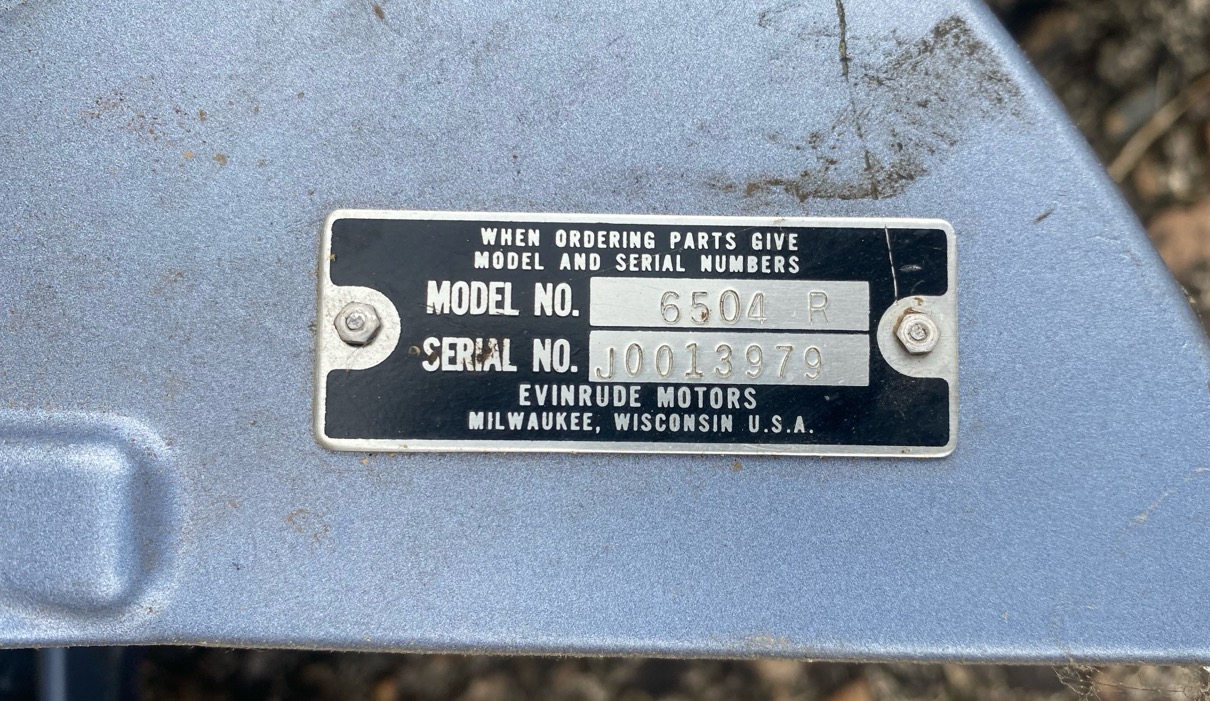 WHEN ORDERING PARTS GIVE
MODEL AND SERIAL NUMBERS
MODEL NO. 6504 R
SERIAL NO. J0013979
EVINRUDE MOTORS
MILWAUKEE, WISCONSIN U.S.A.